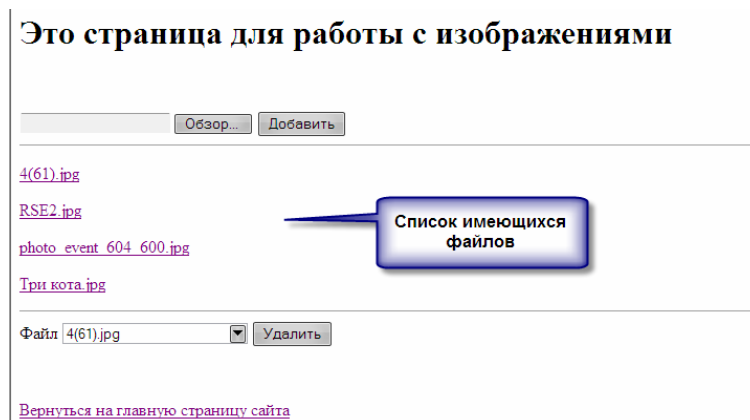 Это страница для работы с изображениями
Обзор... Добавить
4(61).jpg
RSE2.jpg
Список имеющихся
файлов
photo_event_604_600.jpg
Три кота.jpg
Файл 4(61).jpg Удалить
Вернуться на главную страницу сайта